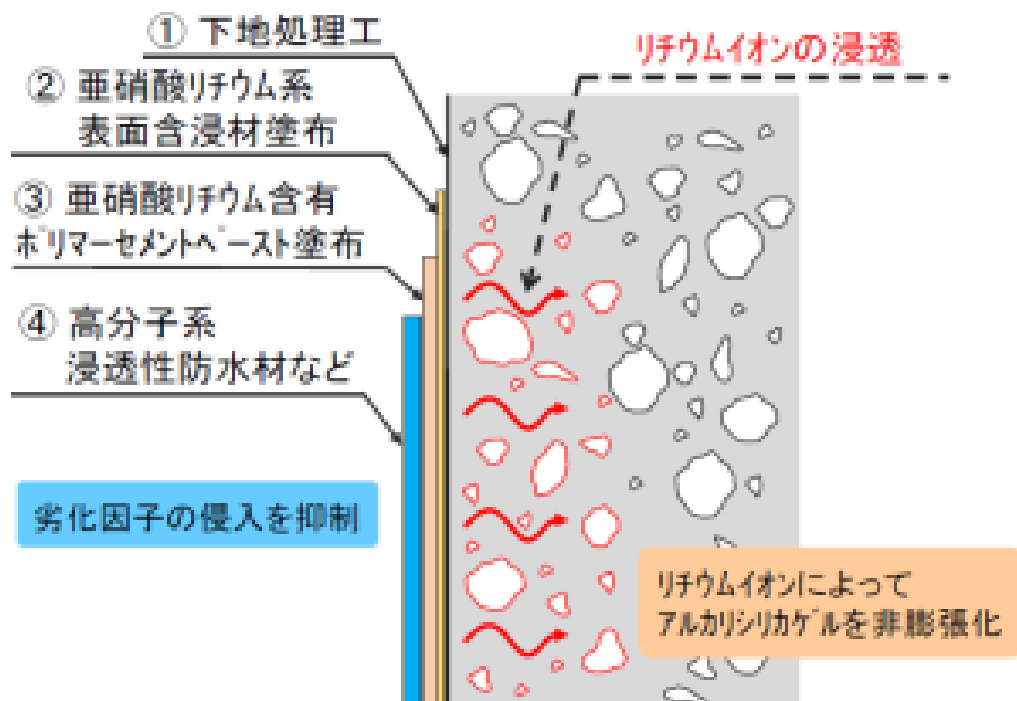 ① 下地処理工
リチウムイオンの浸透
② 亜硝酸リチウム系
表面含浸材塗布
③ 亜硝酸リチウム含有
ポリマーセメントペースト塗布
④ 高分子系
浸透性防水材など
劣化因子の侵入を抑制
リチウムイオンによって
アルカリシリカゲルを非膨張化